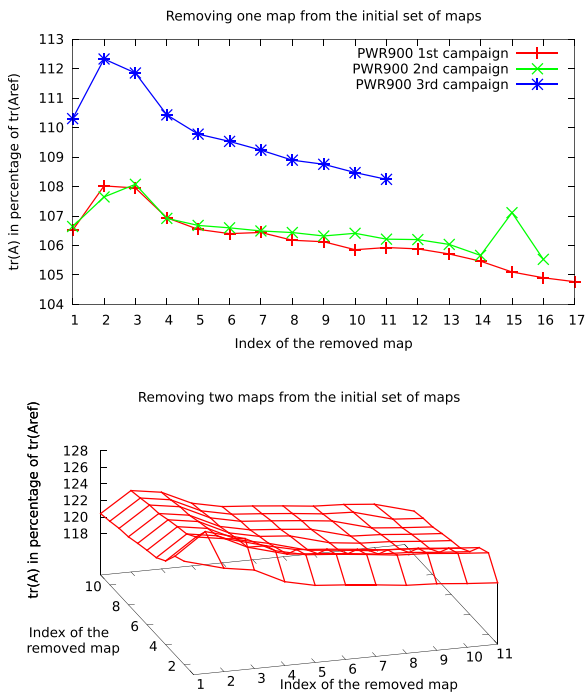 Removing one map from the initial set of maps
113
112
111
110
109
108
107
106
105
104
tr(A) in percentage of tr(Aref)
PWR900 1st campaign
PWR900 2nd campaign
PWR900 3rd campaign
1 2 3 4 5 6 7 8 9 10 11 12 13 14 15 16 17
Index of the removed map
Removing two maps from the initial set of maps
tr(A) in percentage of tr(Aref)
128
126
124
122
120
118
10
8
6
4
2
Index of the
removed map
1 2 3 4 5 6 7 8 9 10 11
Index of the removed map